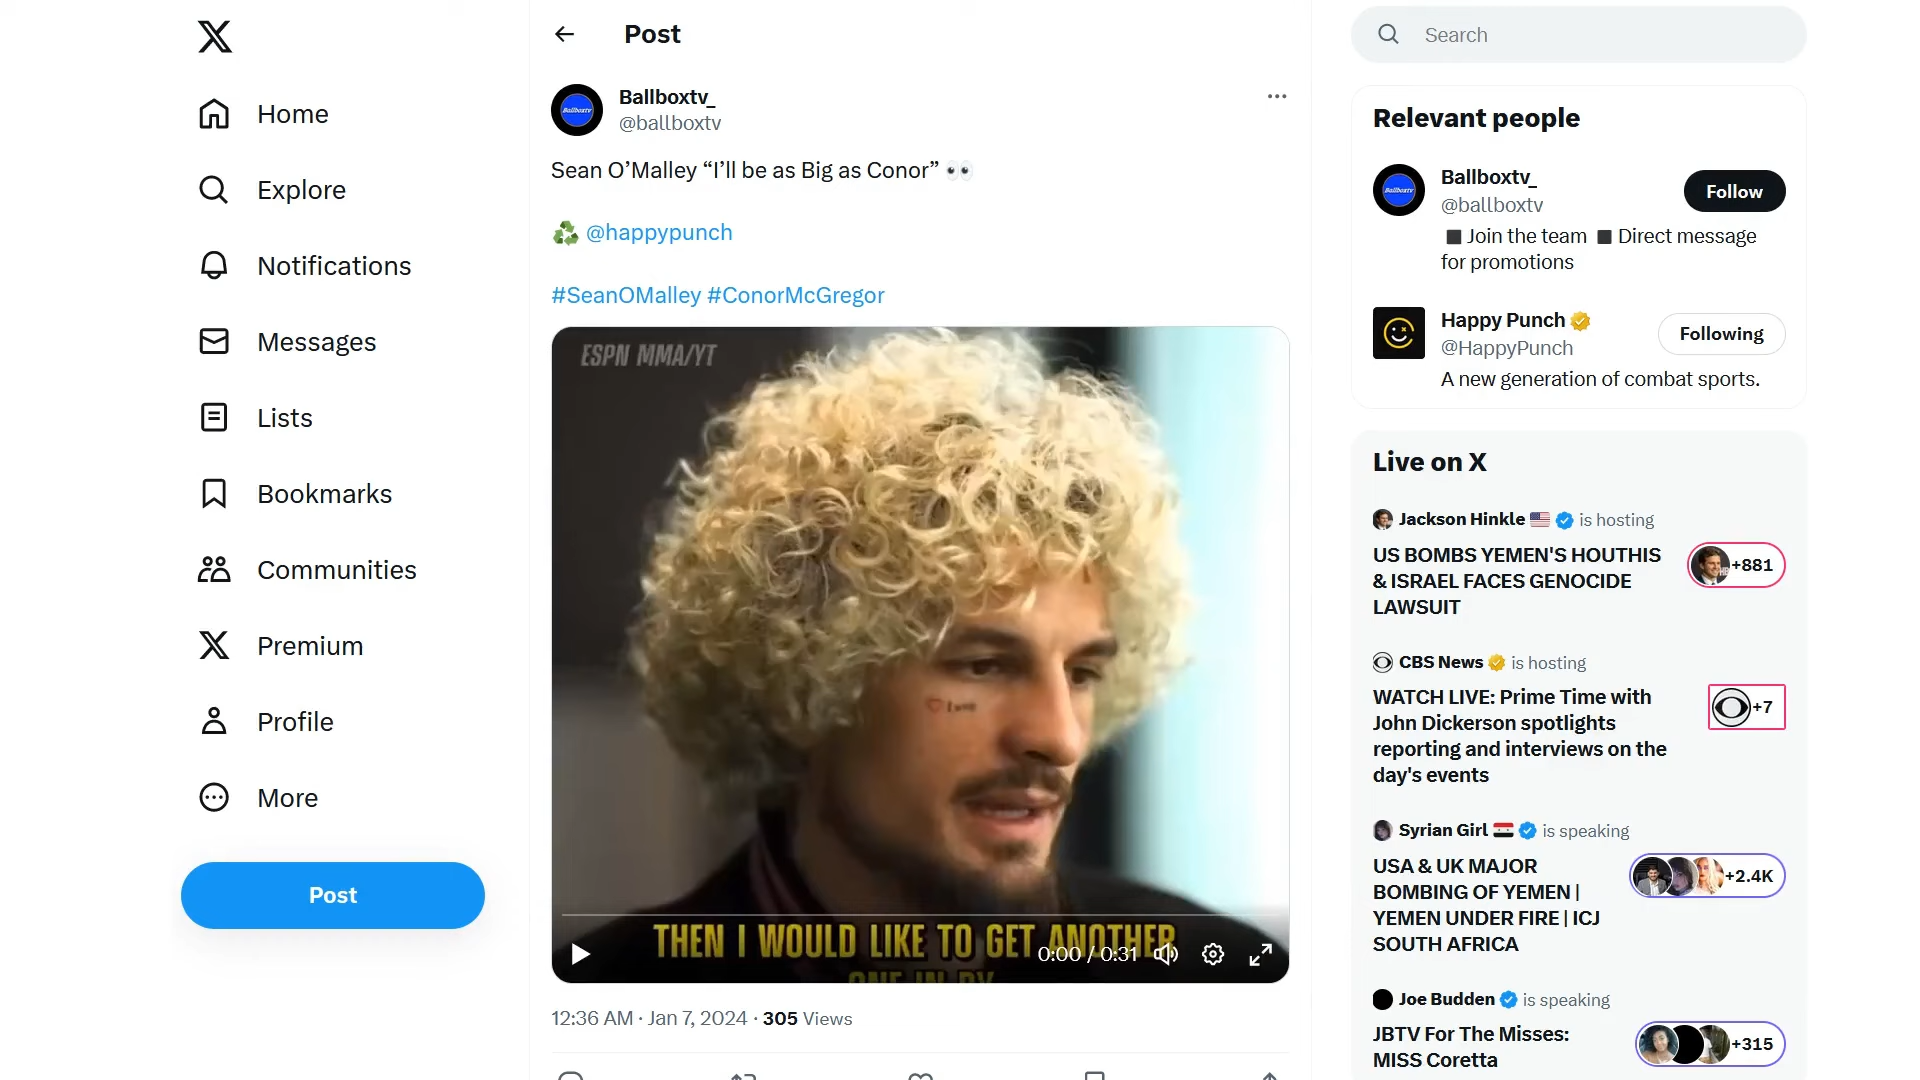 Home
Explore
Notifications
Messages
Lists
Bookmarks
Communities
Premium
Profile
More
Post
Post
Ballboxtv_
@ballboxtv
Sean O’Malley “I’ll be as Big as Conor” 👀
♻️ @happypunch
#SeanOMalley #ConorMcGregor
ESPN MMA/YT
THEN I WOULD LIKE TO GET ANOTHER
0:00 / 0:31
12:36 AM · Jan 7, 2024 · 305 Views
Search
Relevant people
Ballboxtv_
@ballboxtv
Follow
◼ Join the team ◼ Direct message
for promotions
Happy Punch
@HappyPunch
Following
A new generation of combat sports.
Live on X
Jackson Hinkle 🇺🇸 is hosting
US BOMBS YEMEN'S HOUTHIS
& ISRAEL FACES GENOCIDE
LAWSUIT
+881
CBS News is hosting
WATCH LIVE: Prime Time with
John Dickerson spotlights
reporting and interviews on the
day's events
+7
Syrian Girl 🇸🇾 is speaking
USA & UK MAJOR
BOMBING OF YEMEN |
YEMEN UNDER FIRE | ICJ
SOUTH AFRICA
+2.4K
Joe Budden is speaking
JBTV For The Misses:
MISS Coretta
+315